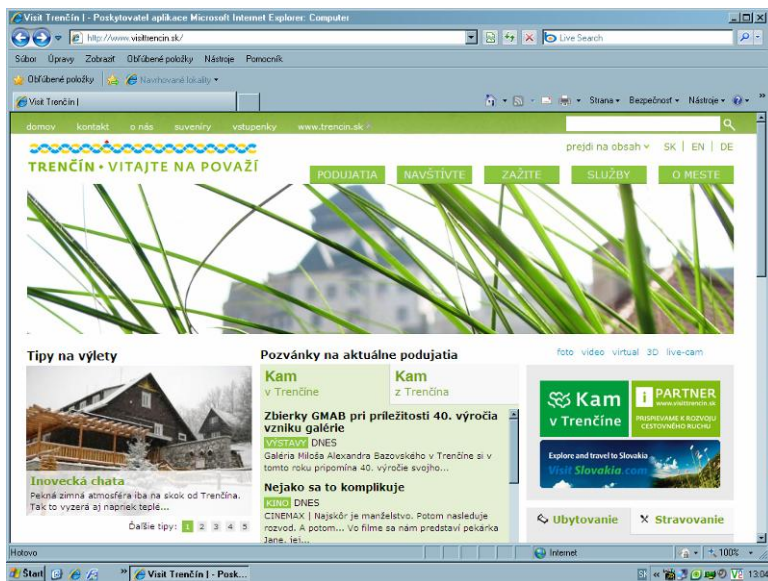 Visit Trenčín | - Poskytovatel aplikace Microsoft Internet Explorer: Computer
http://www.visittrencin.sk/
Live Search
Súbor Úpravy Zobraziť Obľúbené položky Nástroje Pomocník
Obľúbené položky Navrhované lokality
Visit Trenčín |
Strana Bezpečnosť Nástroje
domov kontakt o nás suveníry vstupenky www.trencin.sk
prejdi na obsah SK | EN | DE
TRENČÍN • VITAJTE NA POVAŽÍ
PODUJATIA NAVŠTÍVTE ZAŽITE SLUŽBY O MESTE
Tipy na výlety
Inovecká chata
Pekná zimná atmosféra iba na skok od Trenčína.
Tak to vyzerá aj napriek teplé...
Ďalšie tipy: 1 2 3 4 5
Pozvánky na aktuálne podujatia
Kam
v Trenčíne
Kam
z Trenčína
Zbierky GMAB pri príležitosti 40. výročia
vzniku galérie
VÝSTAVY DNES
Galéria Miloša Alexandra Bazovského v Trenčíne si v
tomto roku pripomína 40. výročie svojho...
Nejako sa to komplikuje
KINO DNES
CINEMAX | Najskôr je manželstvo. Potom nasleduje
rozvod. A potom... Vo filme sa nám predstaví pekárka
Jane, jej...
foto video virtual 3D live-cam
Kam
v Trenčíne
i PARTNER
www.visittrencin.sk
PRISPIEVAME K ROZVOJU
CESTOVNÉHO RUCHU
Explore and travel to Slovakia
Visit Slovakia.com
Ubytovanie Stravovanie
Hotovo
Internet
100%
Štart
Visit Trenčín | - Posk...
13:04